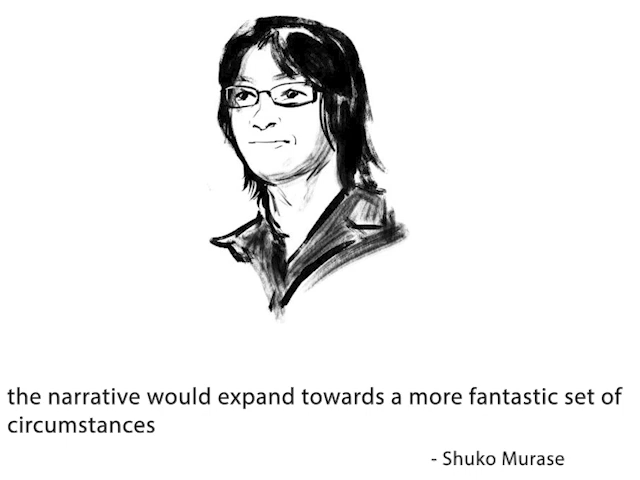 the narrative would expand towards a more fantastic set of
circumstances
- Shuko Murase